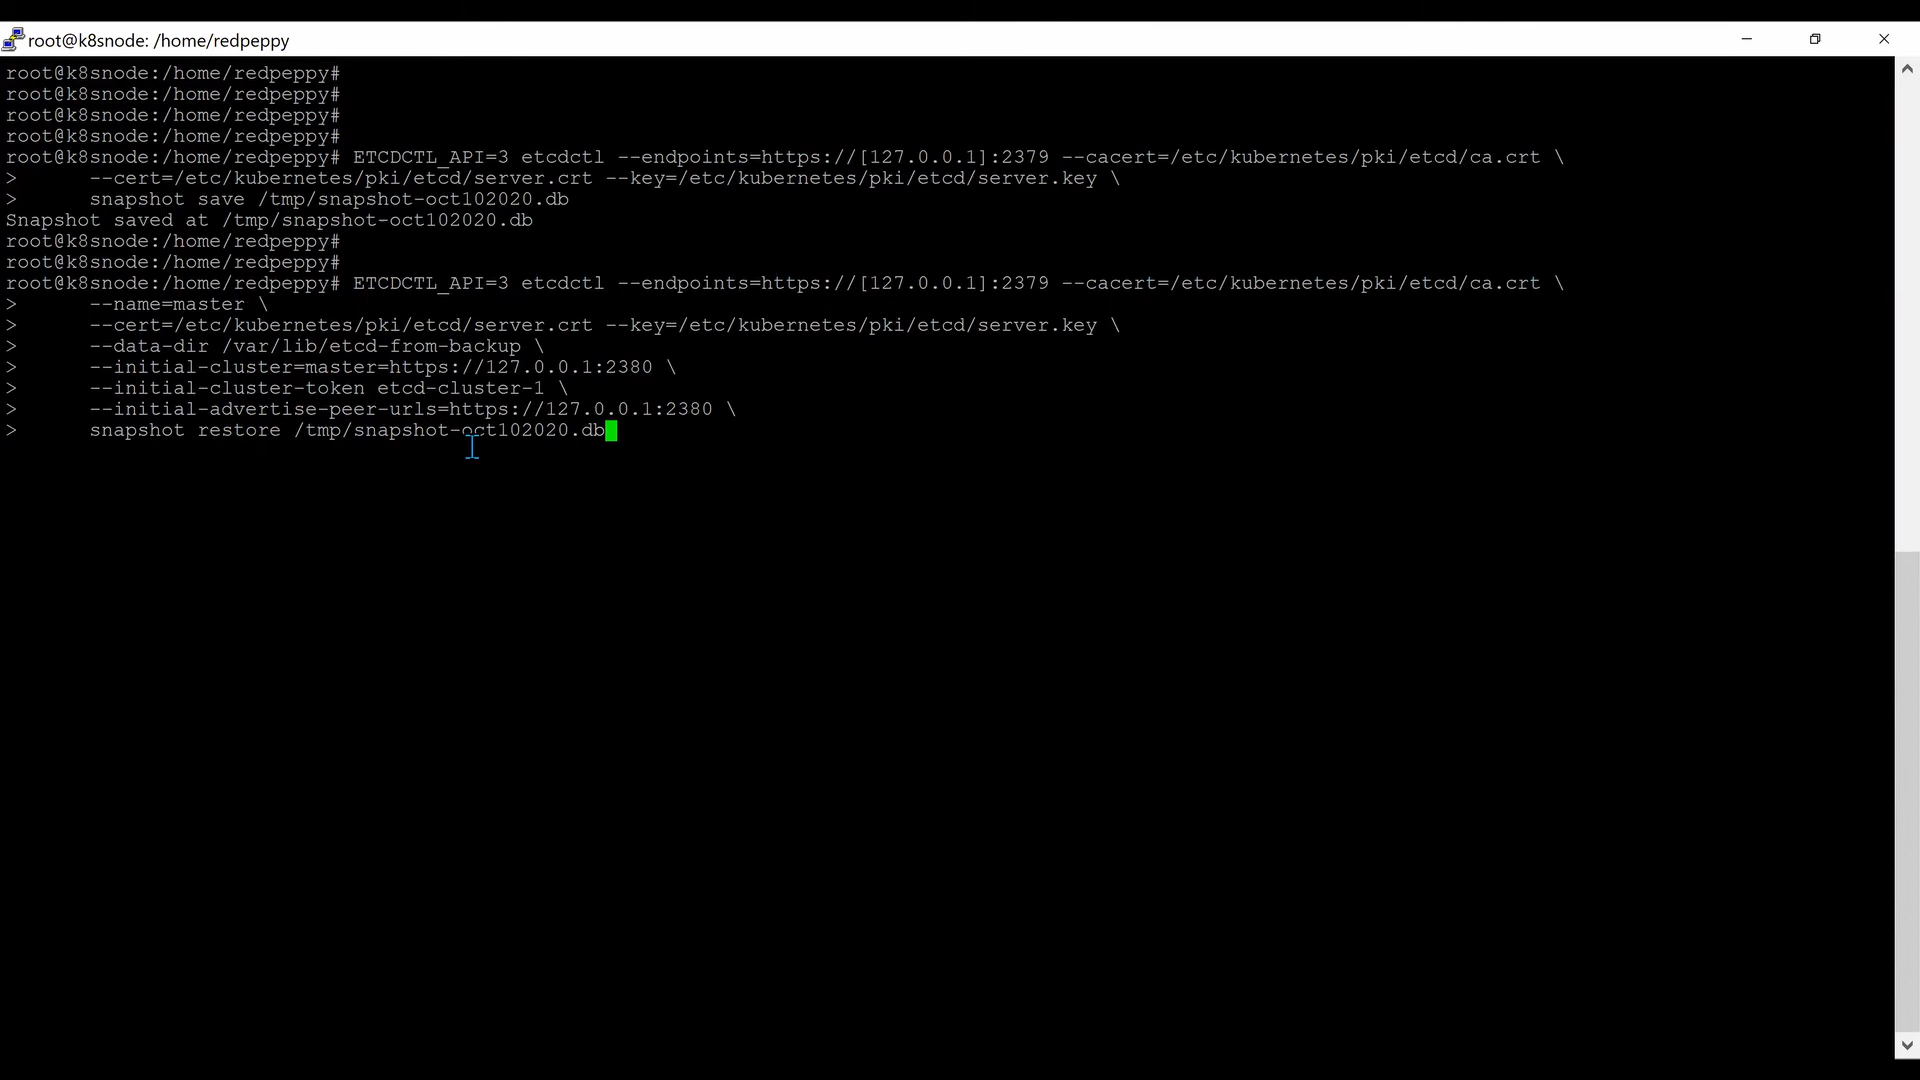 root@k8snode: /home/redpeppy
root@k8snode:/home/redpeppy#
root@k8snode:/home/redpeppy#
root@k8snode:/home/redpeppy#
root@k8snode:/home/redpeppy#
root@k8snode:/home/redpeppy# ETCDCTL_API=3 etcdctl --endpoints=https://[127.0.0.1]:2379 --cacert=/etc/kubernetes/pki/etcd/ca.crt \
>      --cert=/etc/kubernetes/pki/etcd/server.crt --key=/etc/kubernetes/pki/etcd/server.key \
>      snapshot save /tmp/snapshot-oct102020.db
Snapshot saved at /tmp/snapshot-oct102020.db
root@k8snode:/home/redpeppy#
root@k8snode:/home/redpeppy#
root@k8snode:/home/redpeppy# ETCDCTL_API=3 etcdctl --endpoints=https://[127.0.0.1]:2379 --cacert=/etc/kubernetes/pki/etcd/ca.crt \
>      --name=master \
>      --cert=/etc/kubernetes/pki/etcd/server.crt --key=/etc/kubernetes/pki/etcd/server.key \
>      --data-dir /var/lib/etcd-from-backup \
>      --initial-cluster=master=https://127.0.0.1:2380 \
>      --initial-cluster-token etcd-cluster-1 \
>      --initial-advertise-peer-urls=https://127.0.0.1:2380 \
>      snapshot restore /tmp/snapshot-oct102020.db